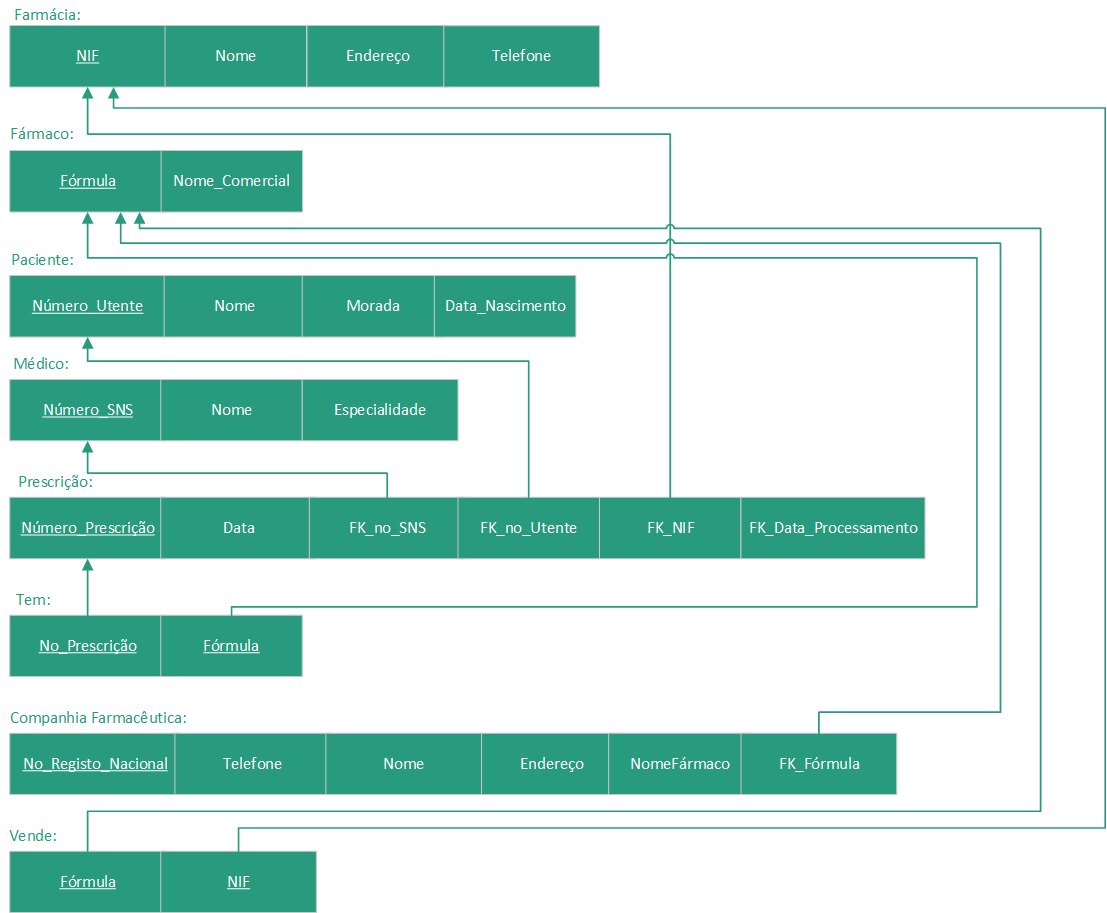 Farmácia:
NIF Nome Endereço Telefone
Fármaco:
Fórmula Nome_Comercial
Paciente:
Número_Utente Nome Morada Data_Nascimento
Médico:
Número_SNS Nome Especialidade
Prescrição:
Número_Prescrição Data FK_no_SNS FK_no_Utente FK_NIF FK_Data_Processamento
Tem:
No_Prescrição Fórmula
Companhia Farmacêutica:
No_Registo_Nacional Telefone Nome Endereço NomeFármaco FK_Fórmula
Vende:
Fórmula NIF